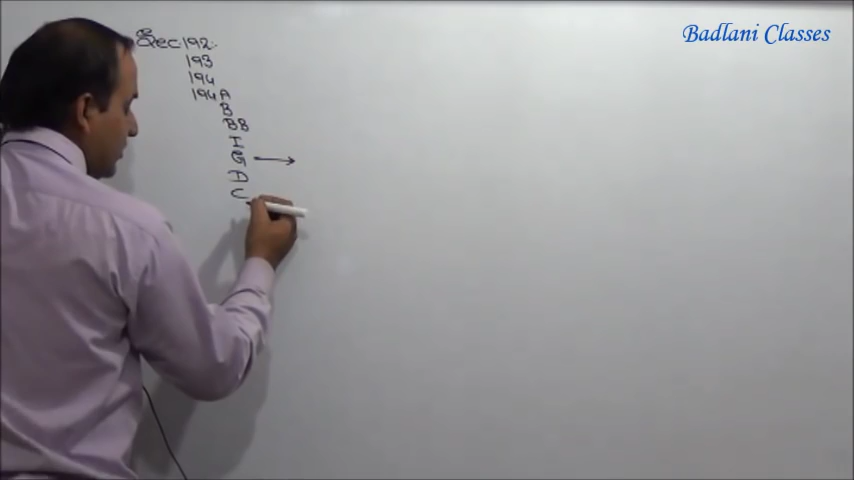 Badlani Classes
Sec 192:
193
194
194 A
B
BB
I
G →
H
C